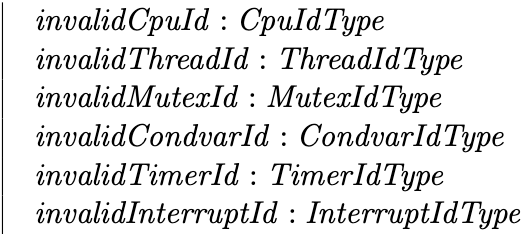 invalidCpuId : CpuIdType
invalidThreadId : ThreadIdType
invalidMutexId : MutexIdType
invalidCondvarId : CondvarIdType
invalidTimerId : TimerIdType
invalidInterruptId : InterruptIdType